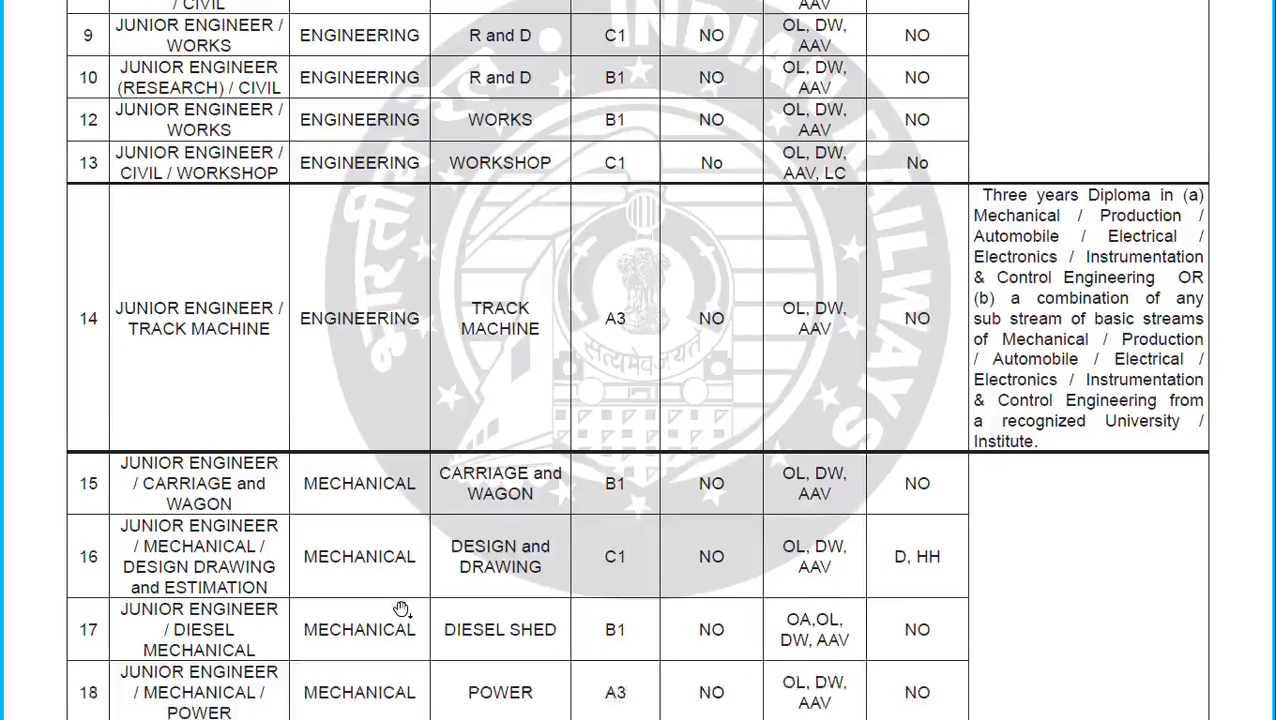 / CIVIL AAV
9 JUNIOR ENGINEER / WORKS ENGINEERING R and D C1 NO OL, DW, AAV NO
10 JUNIOR ENGINEER (RESEARCH) / CIVIL ENGINEERING R and D B1 NO OL, DW, AAV NO
12 JUNIOR ENGINEER / WORKS ENGINEERING WORKS B1 NO OL, DW, AAV NO
13 JUNIOR ENGINEER / CIVIL / WORKSHOP ENGINEERING WORKSHOP C1 No OL, DW, AAV, LC No
14 JUNIOR ENGINEER / TRACK MACHINE ENGINEERING TRACK MACHINE A3 NO OL, DW, AAV NO
Three years Diploma in (a)
Mechanical / Production /
Automobile / Electrical /
Electronics / Instrumentation
& Control Engineering OR
(b) a combination of any
sub stream of basic streams
of Mechanical / Production
/ Automobile / Electrical /
Electronics / Instrumentation
& Control Engineering from
a recognized University /
Institute.
15 JUNIOR ENGINEER / CARRIAGE and WAGON MECHANICAL CARRIAGE and WAGON B1 NO OL, DW, AAV NO
16 JUNIOR ENGINEER / MECHANICAL / DESIGN DRAWING and ESTIMATION MECHANICAL DESIGN and DRAWING C1 NO OL, DW, AAV D, HH
17 JUNIOR ENGINEER / DIESEL MECHANICAL MECHANICAL DIESEL SHED B1 NO OA,OL, DW, AAV NO
18 JUNIOR ENGINEER / MECHANICAL / POWER MECHANICAL POWER A3 NO OL, DW, AAV NO
भारतीय रेल
INDIAN RAILWAYS
सत्यमेव जयते